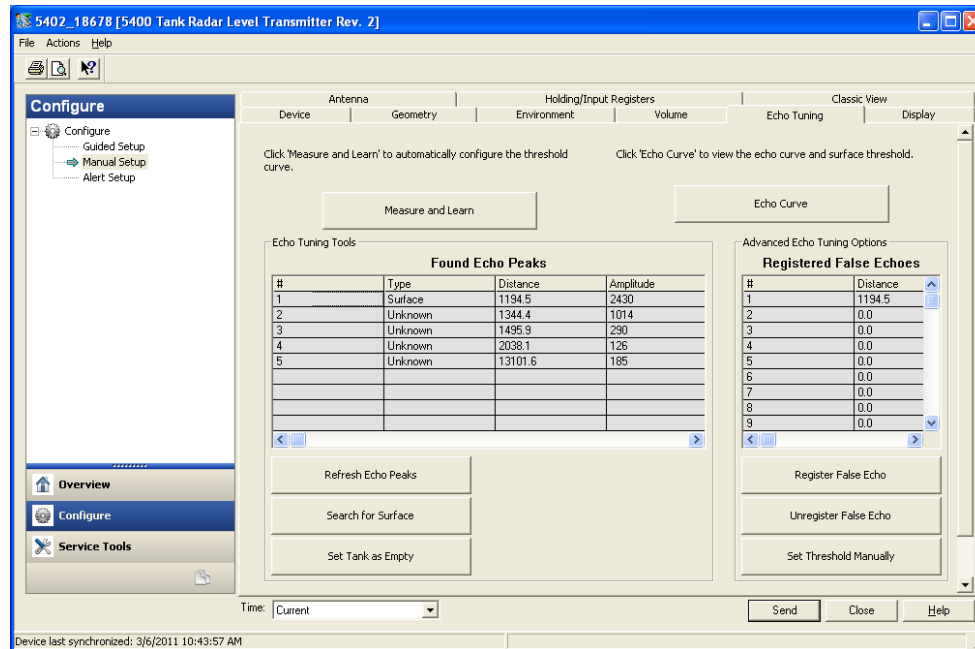 5402_18678 [5400 Tank Radar Level Transmitter Rev. 2]
File Actions Help
Configure
Configure
Guided Setup
Manual Setup
Alert Setup
Overview
Configure
Service Tools
Antenna Holding/Input Registers Classic View
Device Geometry Environment Volume Echo Tuning Display
Click 'Measure and Learn' to automatically configure the threshold
curve.
Click 'Echo Curve' to view the echo curve and surface threshold.
Measure and Learn
Echo Curve
Echo Tuning Tools
Found Echo Peaks
# Type Distance Amplitude
1 Surface 1194.5 2430
2 Unknown 1344.4 1014
3 Unknown 1495.9 290
4 Unknown 2038.1 126
5 Unknown 13101.6 185
Refresh Echo Peaks
Search for Surface
Set Tank as Empty
Advanced Echo Tuning Options
Registered False Echoes
# Distance
1 1194.5
2 0.0
3 0.0
4 0.0
5 0.0
6 0.0
7 0.0
8 0.0
9 0.0
Register False Echo
Unregister False Echo
Set Threshold Manually
Time: Current
Send Close Help
Device last synchronized: 3/6/2011 10:43:57 AM